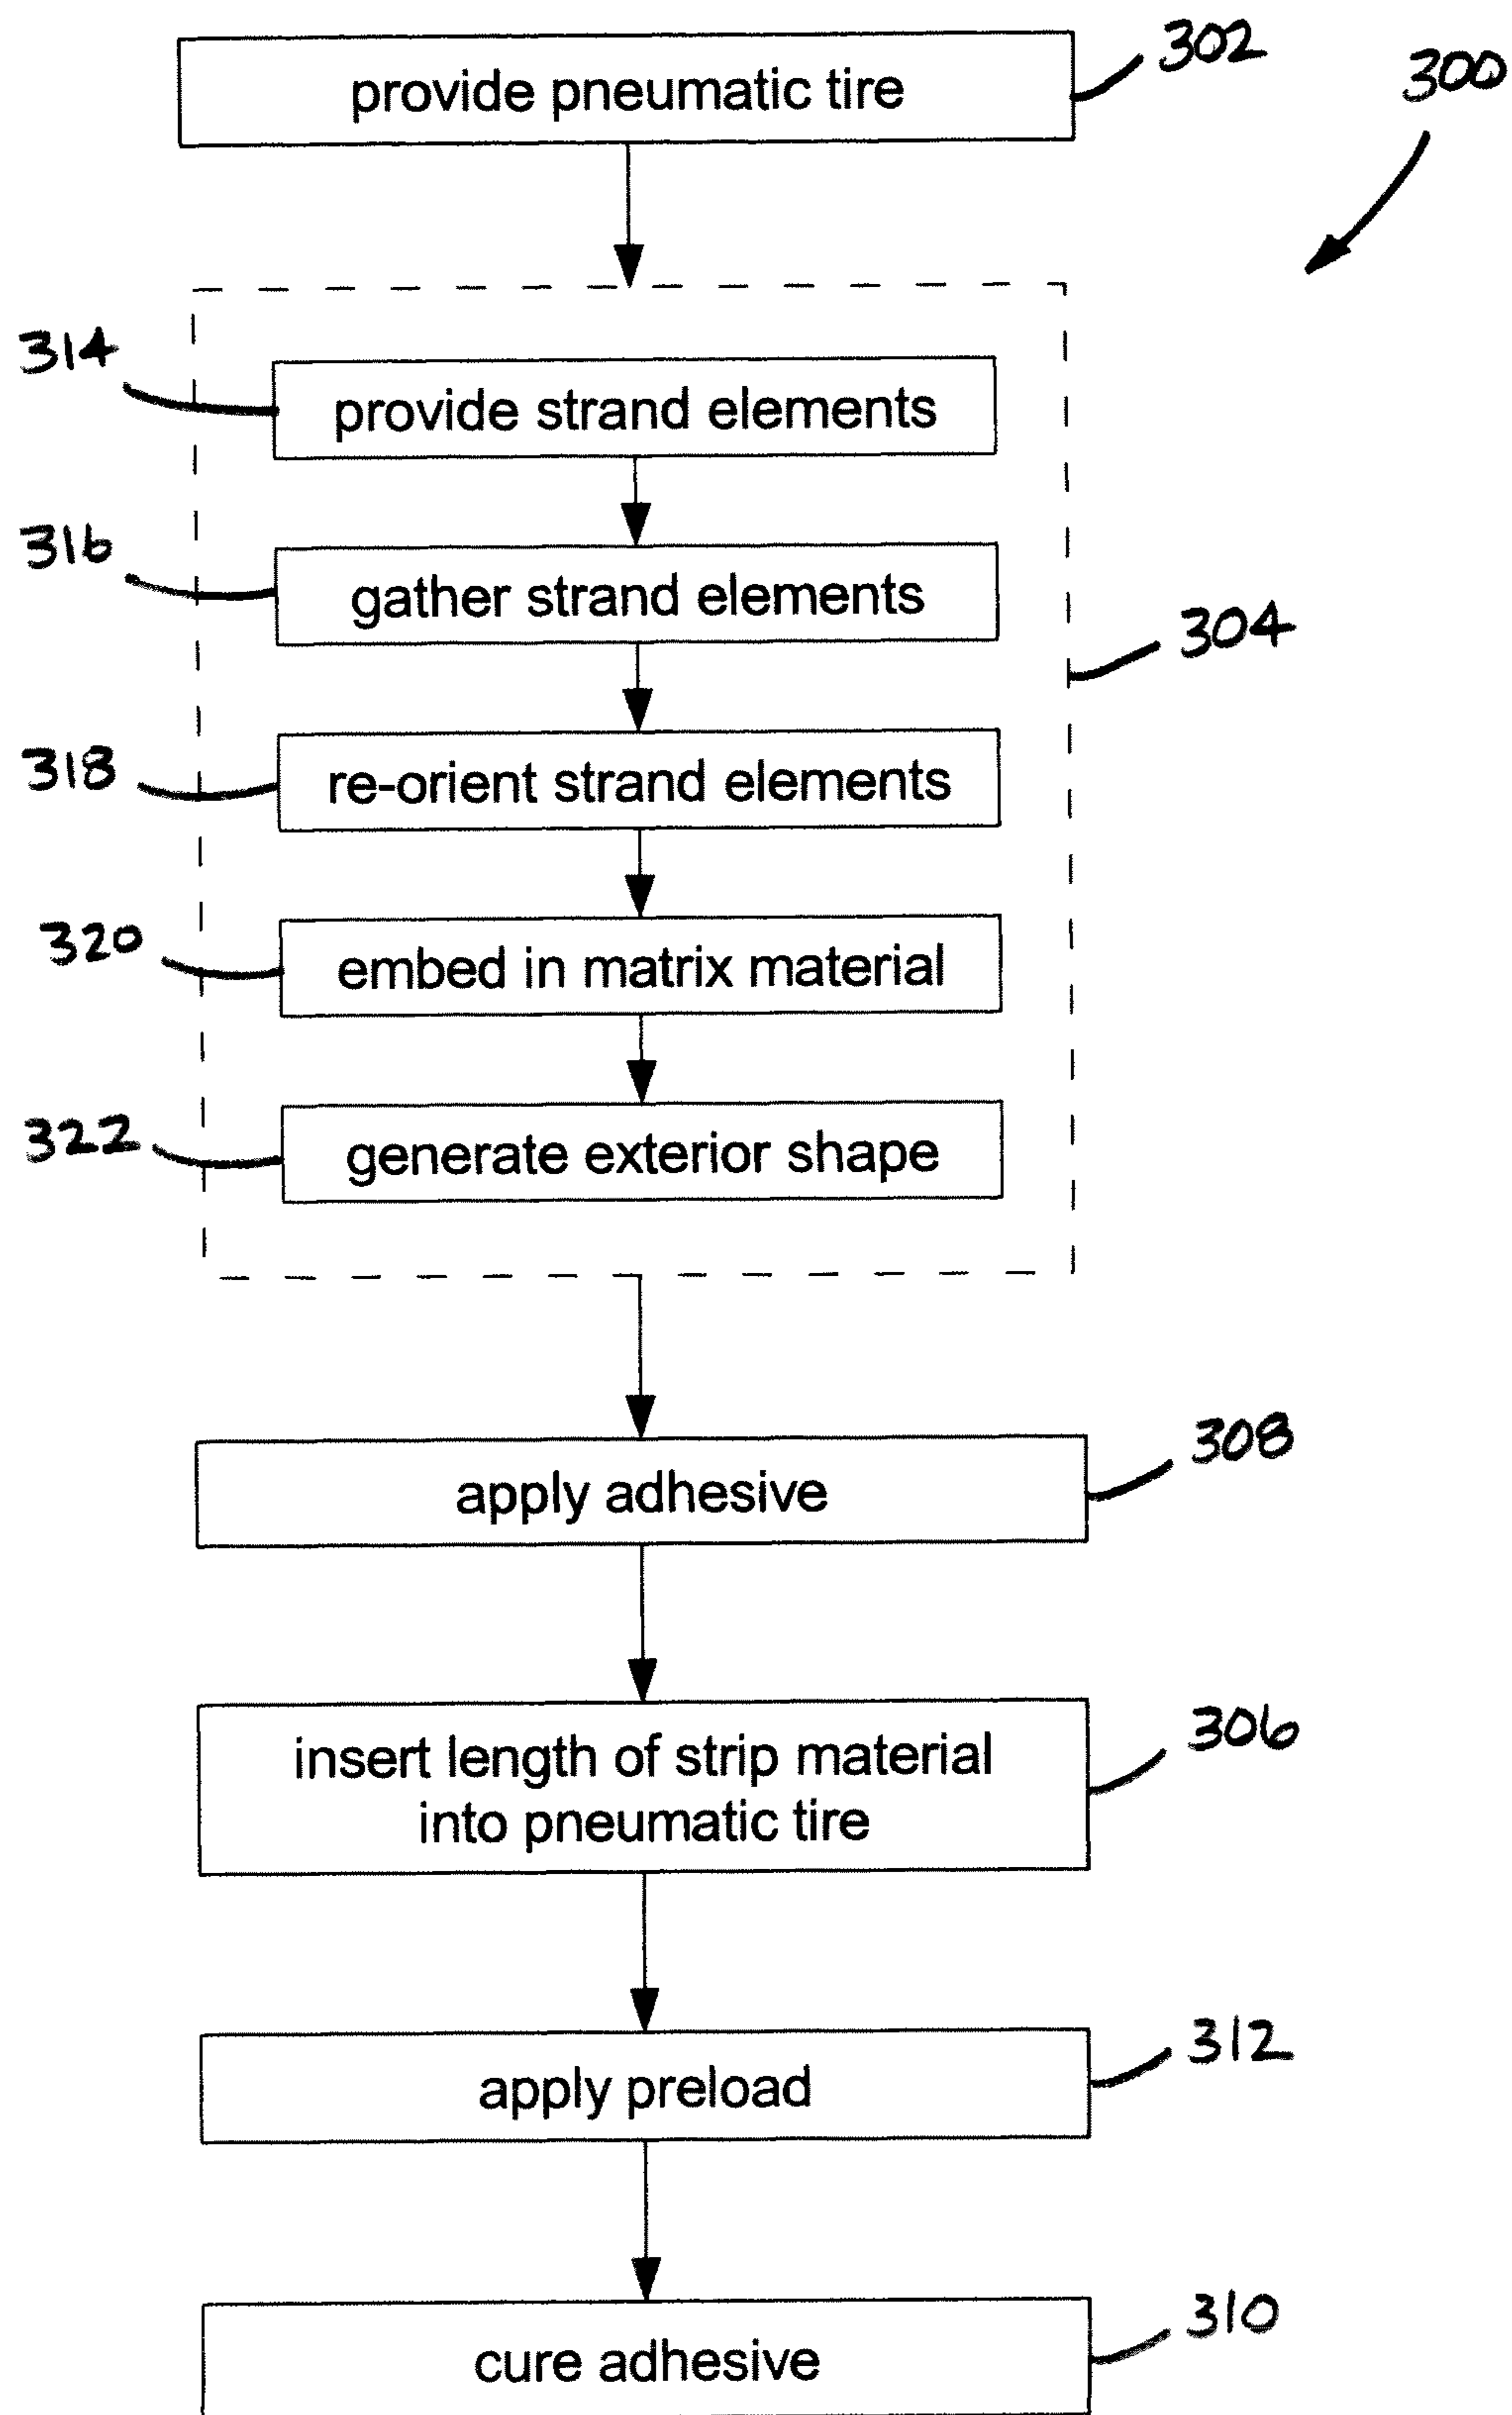 provide pneumatic tire
302
300
314
provide strand elements
316
gather strand elements
304
318
re-orient strand elements
320
embed in matrix material
322
generate exterior shape
apply adhesive
308
insert length of strip material
into pneumatic tire
306
apply preload
312
cure adhesive
310